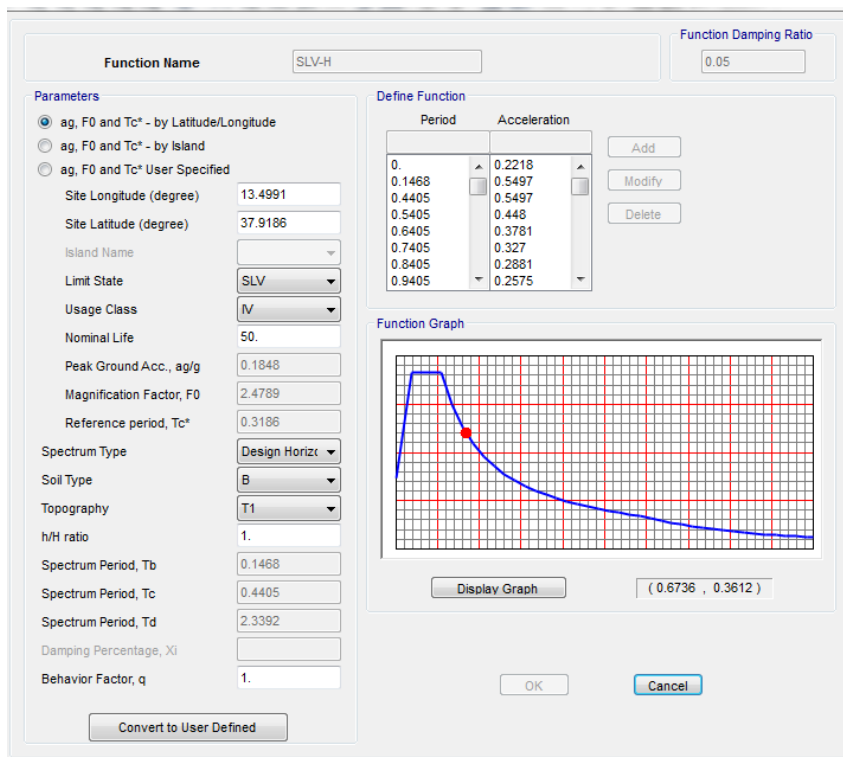 Function Damping Ratio
Function Name SLV-H 0.05
Parameters
ag, F0 and Tc* - by Latitude/Longitude
ag, F0 and Tc* - by Island
ag, F0 and Tc* User Specified
Site Longitude (degree) 13.4991
Site Latitude (degree) 37.9186
Island Name
Limit State SLV
Usage Class IV
Nominal Life 50.
Peak Ground Acc., ag/g 0.1848
Magnification Factor, F0 2.4789
Reference period, Tc* 0.3186
Spectrum Type Design Horizc
Soil Type B
Topography T1
h/H ratio 1.
Spectrum Period, Tb 0.1468
Spectrum Period, Tc 0.4405
Spectrum Period, Td 2.3392
Damping Percentage, Xi
Behavior Factor, q 1.
Convert to User Defined
Define Function
Period Acceleration
Add
Modify
Delete
0. 0.2218
0.1468 0.5497
0.4405 0.5497
0.5405 0.448
0.6405 0.3781
0.7405 0.327
0.8405 0.2881
0.9405 0.2575
Function Graph
Display Graph (0.6736 , 0.3612 )
OK Cancel